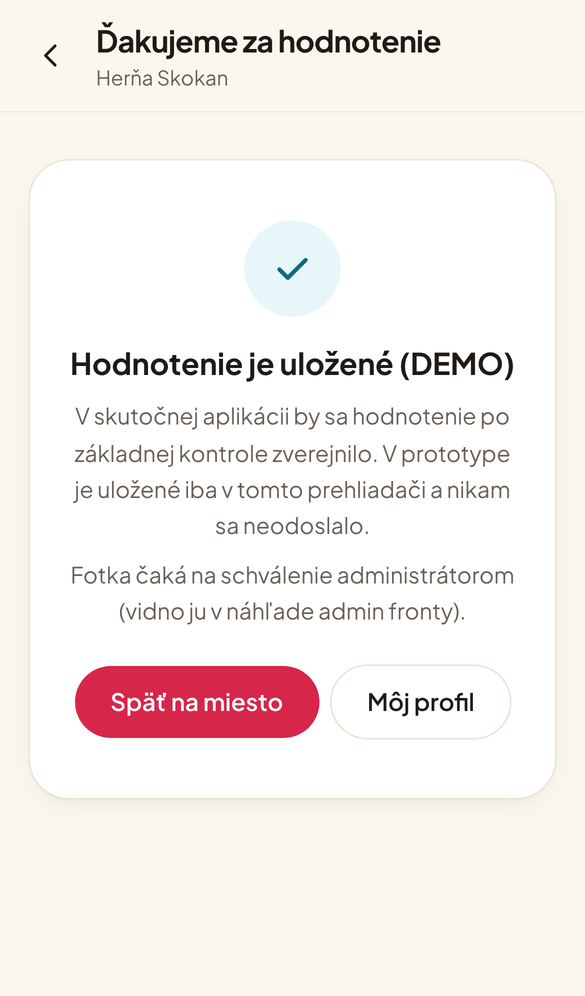 Ďakujeme za hodnotenie
Herňa Skokan
Hodnotenie je uložené (DEMO)
V skutočnej aplikácii by sa hodnotenie po
základnej kontrole zverejnilo. V prototype
je uložené iba v tomto prehliadači a nikam
sa neodoslalo.
Fotka čaká na schválenie administrátorom
(vidno ju v náhľade admin fronty).
Späť na miesto
Môj profil